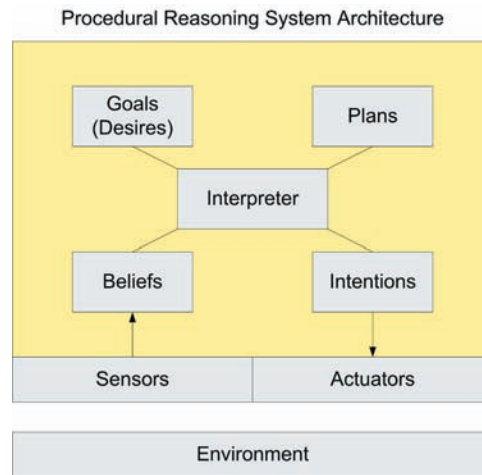 Procedural Reasoning System Architecture
Goals
(Desires)
Plans
Interpreter
Beliefs
Intentions
Sensors
Actuators
Environment